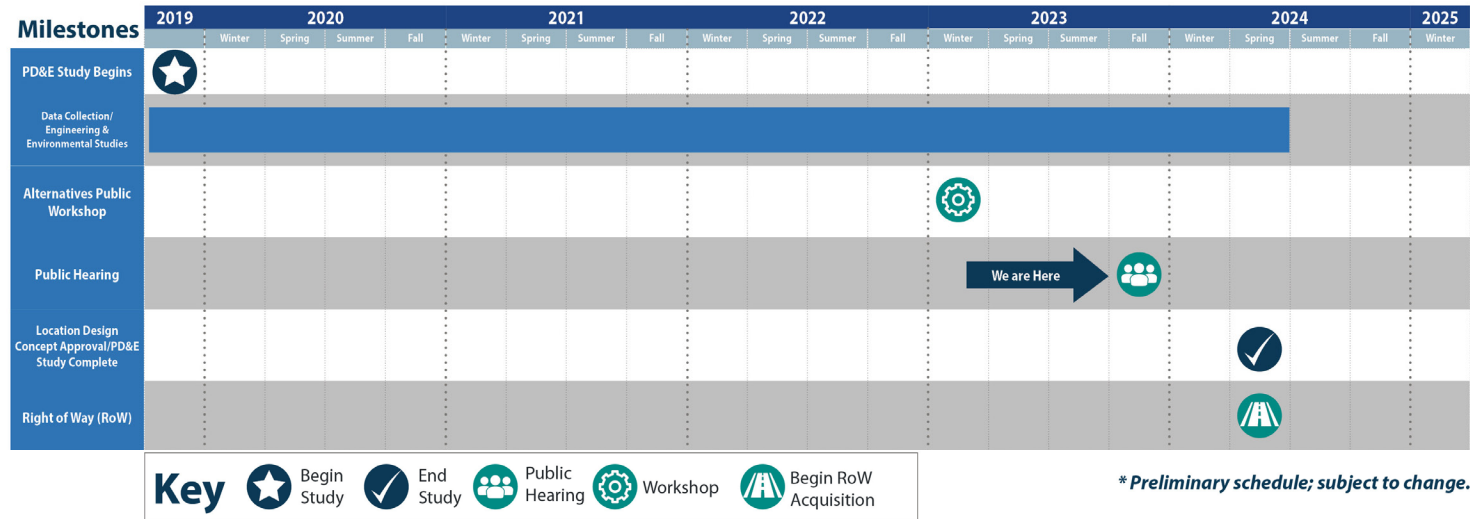 Milestones
2019 2020 2021 2022 2023 2024 2025
Winter Spring Summer Fall Winter Spring Summer Fall Winter Spring Summer Fall Winter Spring Summer Fall Winter Spring Summer Fall Winter
PD&E Study Begins
Data Collection/
Engineering &
Environmental Studies
Alternatives Public
Workshop
Public Hearing
We are Here
Location Design
Concept Approval/PD&E
Study Complete
Right of Way (RoW)
Key
Begin
Study
End
Study
Public
Hearing
Workshop
Begin RoW
Acquisition
* Preliminary schedule; subject to change.